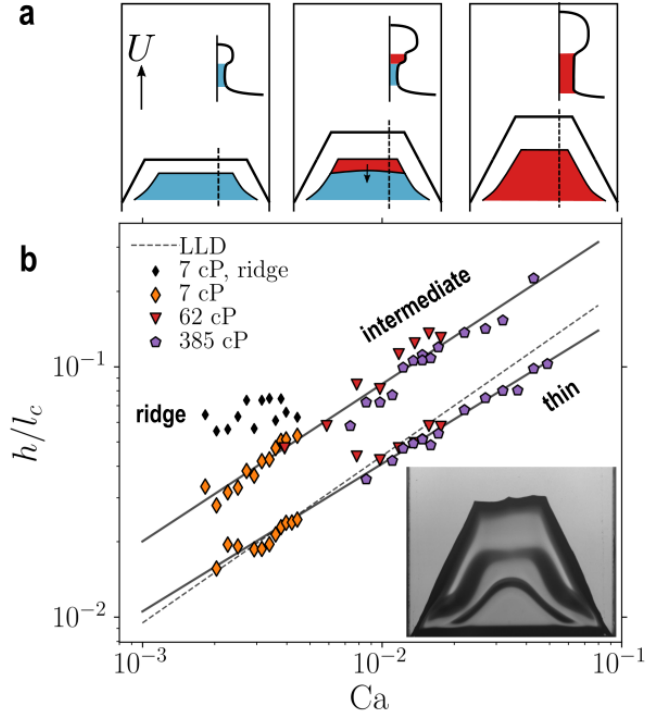 a
U
b
LLD
7 cP, ridge
7 cP
62 cP
385 cP
intermediate
ridge
thin
h/l_c
10^{-1}
10^{-2}
10^{-3}
10^{-2}
10^{-1}
Ca